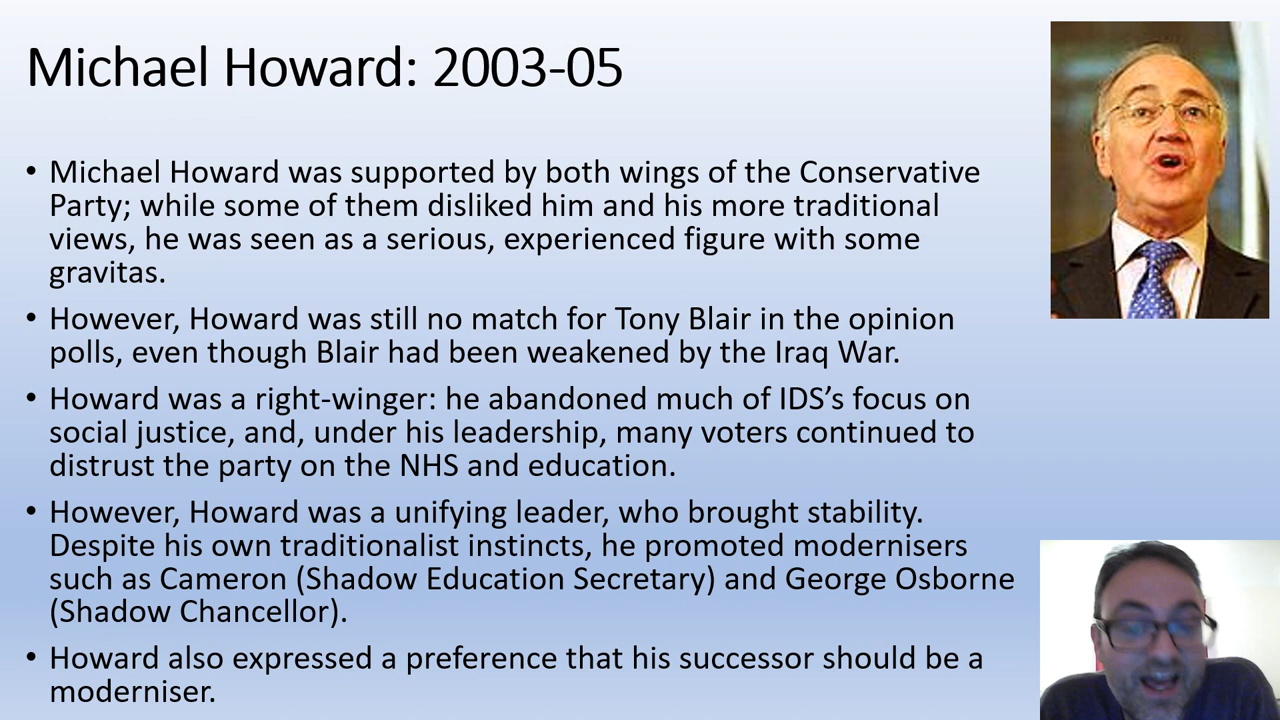 Michael Howard: 2003-05
• Michael Howard was supported by both wings of the Conservative
Party; while some of them disliked him and his more traditional
views, he was seen as a serious, experienced figure with some
gravitas.
• However, Howard was still no match for Tony Blair in the opinion
polls, even though Blair had been weakened by the Iraq War.
• Howard was a right-winger: he abandoned much of IDS’s focus on
social justice, and, under his leadership, many voters continued to
distrust the party on the NHS and education.
• However, Howard was a unifying leader, who brought stability.
Despite his own traditionalist instincts, he promoted modernisers
such as Cameron (Shadow Education Secretary) and George Osborne
(Shadow Chancellor).
• Howard also expressed a preference that his successor should be a
moderniser.